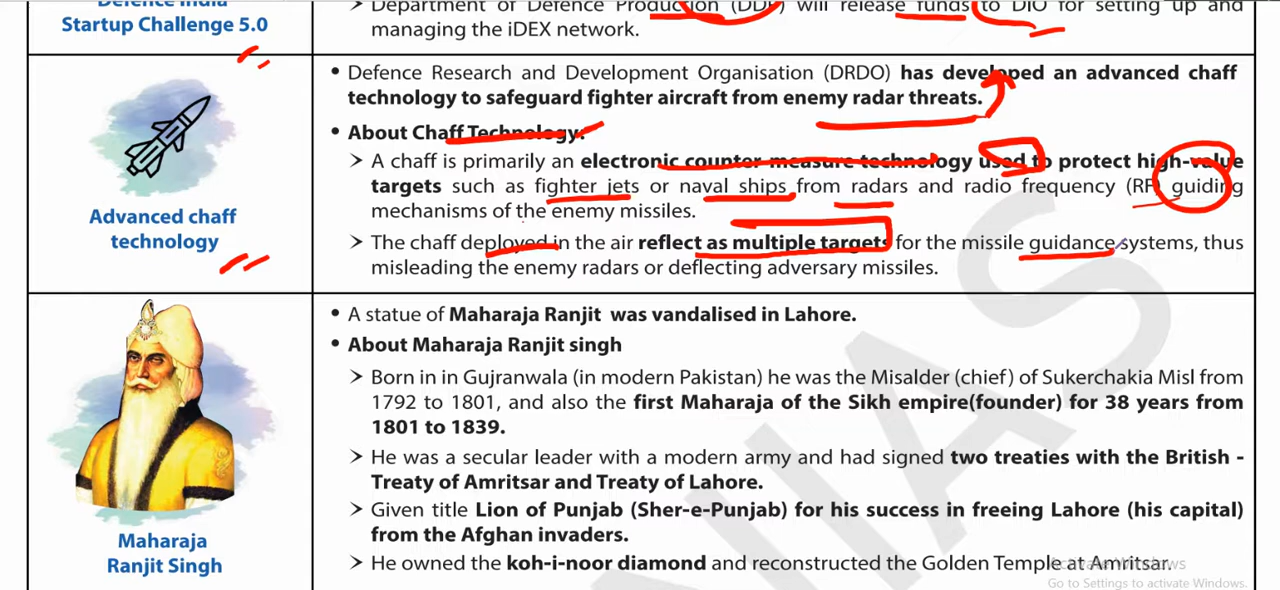 Defence India
Startup Challenge 5.0
Department of Defence Production (DDP) will release funds to DIO for setting up and
managing the iDEX network.
Advanced chaff
technology
• Defence Research and Development Organisation (DRDO) has developed an advanced chaff
technology to safeguard fighter aircraft from enemy radar threats.
• About Chaff Technology:
➢ A chaff is primarily an electronic counter measure technology used to protect high-value
targets such as fighter jets or naval ships from radars and radio frequency (RF) guiding
mechanisms of the enemy missiles.
➢ The chaff deployed in the air reflect as multiple targets for the missile guidance systems, thus
misleading the enemy radars or deflecting adversary missiles.
Maharaja
Ranjit Singh
• A statue of Maharaja Ranjit was vandalised in Lahore.
• About Maharaja Ranjit singh
➢ Born in in Gujranwala (in modern Pakistan) he was the Misalder (chief) of Sukerchakia Misl from
1792 to 1801, and also the first Maharaja of the Sikh empire(founder) for 38 years from
1801 to 1839.
➢ He was a secular leader with a modern army and had signed two treaties with the British -
Treaty of Amritsar and Treaty of Lahore.
➢ Given title Lion of Punjab (Sher-e-Punjab) for his success in freeing Lahore (his capital)
from the Afghan invaders.
➢ He owned the koh-i-noor diamond and reconstructed the Golden Temple at Amritsar.
Activate Windows
Go to Settings to activate Windows.
NIAS